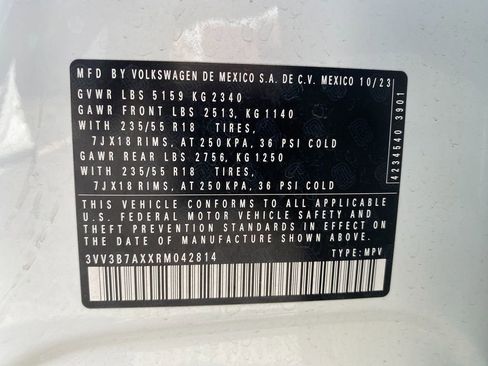 MFD BY VOLKSWAGEN DE MEXICO S.A. DE C.V. MEXICO 10/23
GVWR LBS 5159 KG 2340
GAWR FRONT LBS 2513, KG 1140
WITH 235/55 R18 TIRES,
7JX18 RIMS, AT 250 KPA, 36 PSI COLD
GAWR REAR LBS 2756, KG 1250
WITH 235/55 R18 TIRES,
7JX18 RIMS, AT 250 KPA, 36 PSI COLD
THIS VEHICLE CONFORMS TO ALL APPLICABLE
U.S. FEDERAL MOTOR VEHICLE SAFETY AND
THEFT PREVENTION STANDARDS IN EFFECT ON
THE DATE OF MANUFACTURE
3VV3B7AXXRM042814 TYPE: MPV
4234540 3901